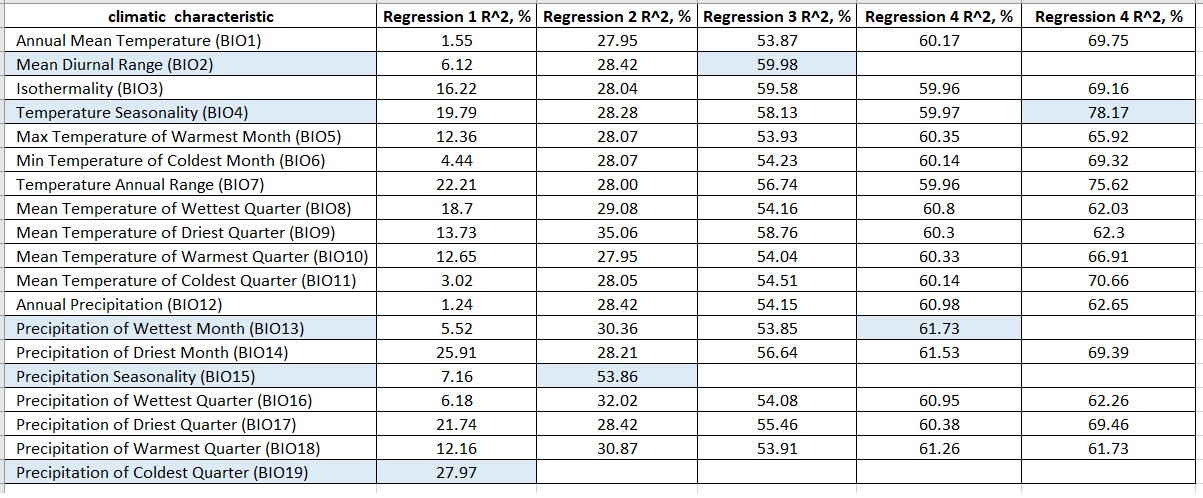 climatic characteristic Regression 1 R^2, % Regression 2 R^2, % Regression 3 R^2, % Regression 4 R^2, % Regression 4 R^2, %
Annual Mean Temperature (BIO1) 1.55 27.95 53.87 60.17 69.75
Mean Diurnal Range (BIO2) 6.12 28.42 59.98
Isothermality (BIO3) 16.22 28.04 59.58 59.96 69.16
Temperature Seasonality (BIO4) 19.79 28.28 58.13 59.97 78.17
Max Temperature of Warmest Month (BIO5) 12.36 28.07 53.93 60.35 65.92
Min Temperature of Coldest Month (BIO6) 4.44 28.07 54.23 60.14 69.32
Temperature Annual Range (BIO7) 22.21 28.00 56.74 59.96 75.62
Mean Temperature of Wettest Quarter (BIO8) 18.7 29.08 54.16 60.8 62.03
Mean Temperature of Driest Quarter (BIO9) 13.73 35.06 58.76 60.3 62.3
Mean Temperature of Warmest Quarter (BIO10) 12.65 27.95 54.04 60.33 66.91
Mean Temperature of Coldest Quarter (BIO11) 3.02 28.05 54.51 60.14 70.66
Annual Precipitation (BIO12) 1.24 28.42 54.15 60.98 62.65
Precipitation of Wettest Month (BIO13) 5.52 30.36 53.85 61.73
Precipitation of Driest Month (BIO14) 25.91 28.21 56.64 61.53 69.39
Precipitation Seasonality (BIO15) 7.16 53.86
Precipitation of Wettest Quarter (BIO16) 6.18 32.02 54.08 60.95 62.26
Precipitation of Driest Quarter (BIO17) 21.74 28.42 55.46 60.38 69.46
Precipitation of Warmest Quarter (BIO18) 12.16 30.87 53.91 61.26 61.73
Precipitation of Coldest Quarter (BIO19) 27.97